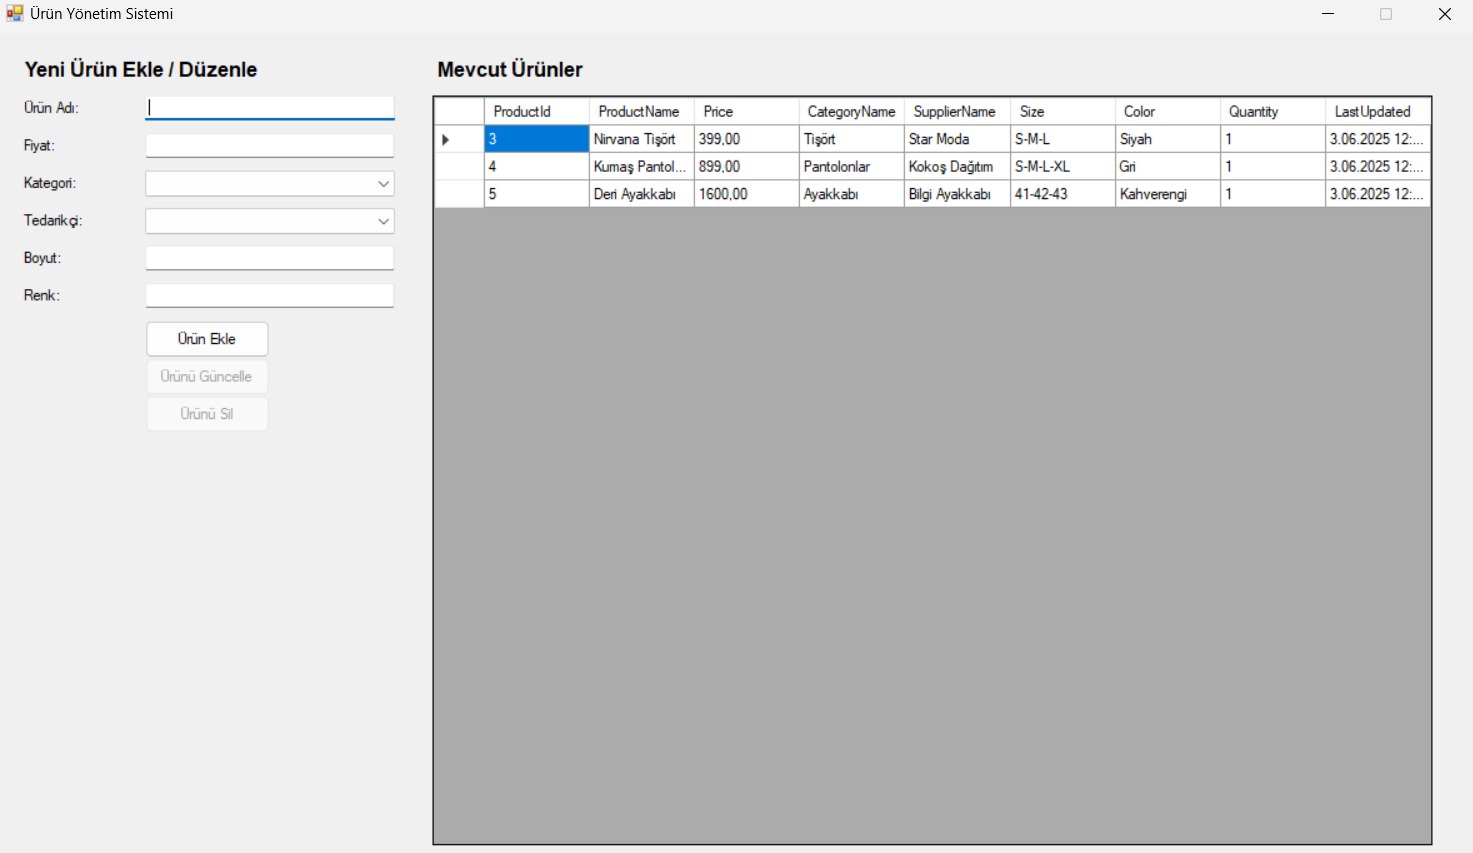 Ürün Yönetim Sistemi
Yeni Ürün Ekle / Düzenle
Ürün Adı:
Fiyat:
Kategori:
Tedarikçi:
Boyut:
Renk:
Ürün Ekle
Ürünü Güncelle
Ürünü Sil
Mevcut Ürünler
ProductId ProductName Price CategoryName SupplierName Size Color Quantity LastUpdated
3 Nirvana Tişört 399,00 Tişört Star Moda S-M-L Siyah 1 3.06.2025 12:...
4 Kumaş Pantol... 899,00 Pantolonlar Kokoş Dağıtım S-M-L-XL Gri 1 3.06.2025 12:...
5 Deri Ayakkabı 1600,00 Ayakkabı Bilgi Ayakkabı 41-42-43 Kahverengi 1 3.06.2025 12:...